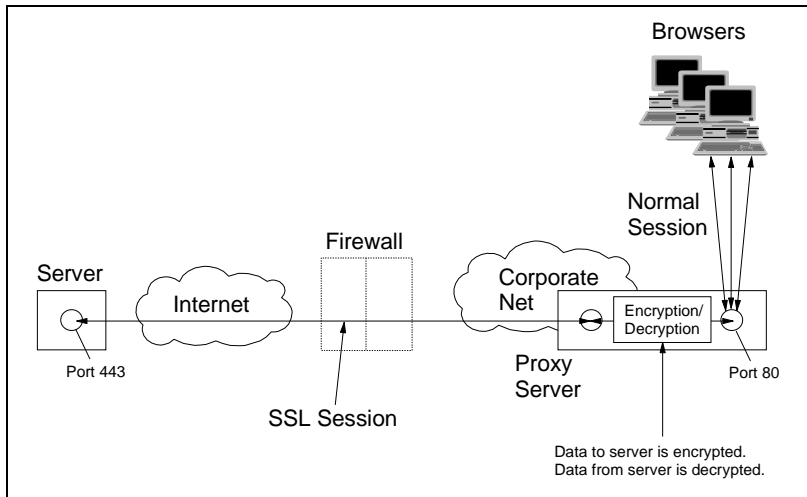 Browsers
Normal
Session
Firewall
Server
Internet
Corporate
Net
Encryption/
Decryption
Port 443
Proxy
Server
Port 80
SSL Session
Data to server is encrypted.
Data from server is decrypted.